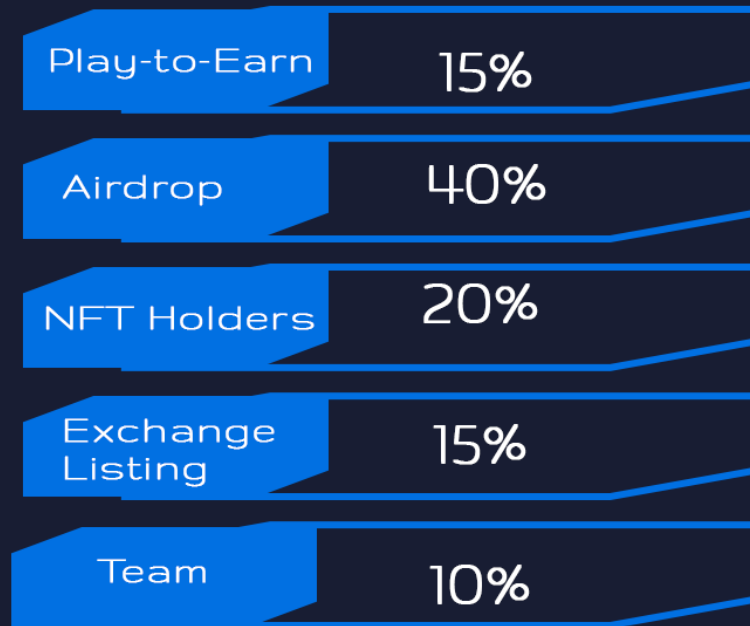 Play-to-Earn 15%
Airdrop 40%
NFT Holders 20%
Exchange
Listing 15%
Team 10%